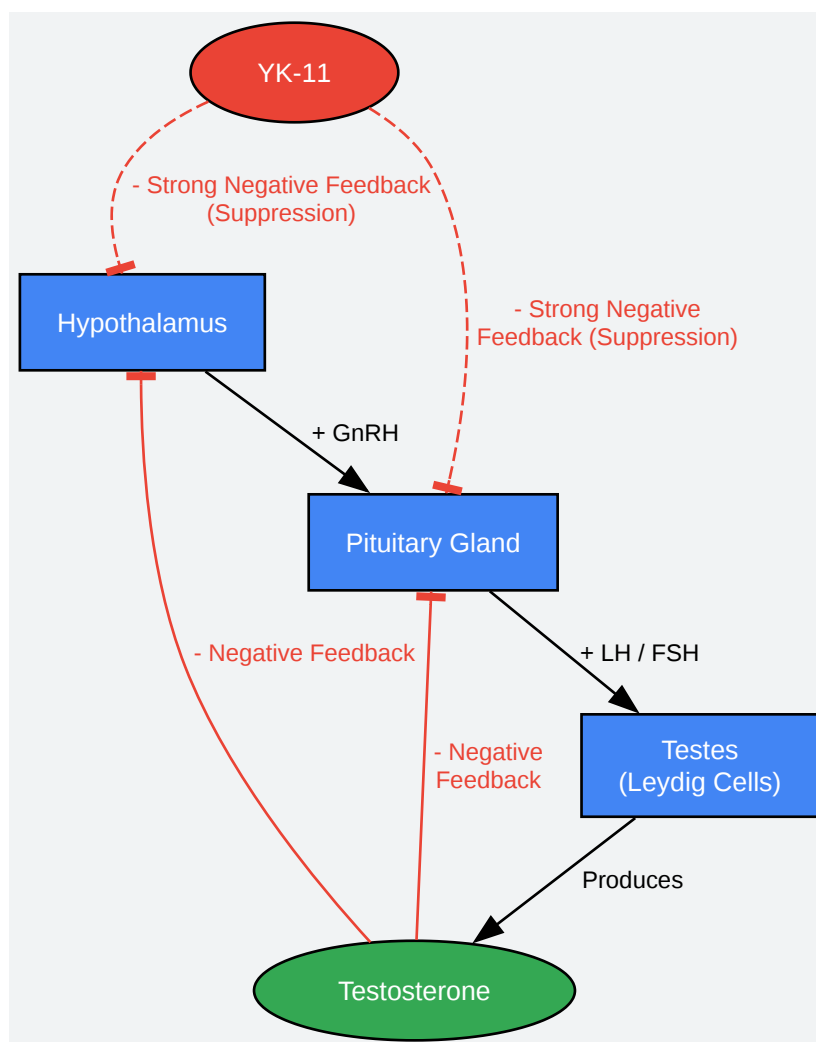 YK-11
- Strong Negative Feedback
(Suppression)
- Strong Negative
Feedback (Suppression)
Hypothalamus
+ GnRH
Pituitary Gland
- Negative Feedback
+ LH / FSH
- Negative
Feedback
Testes
(Leydig Cells)
Produces
Testosterone